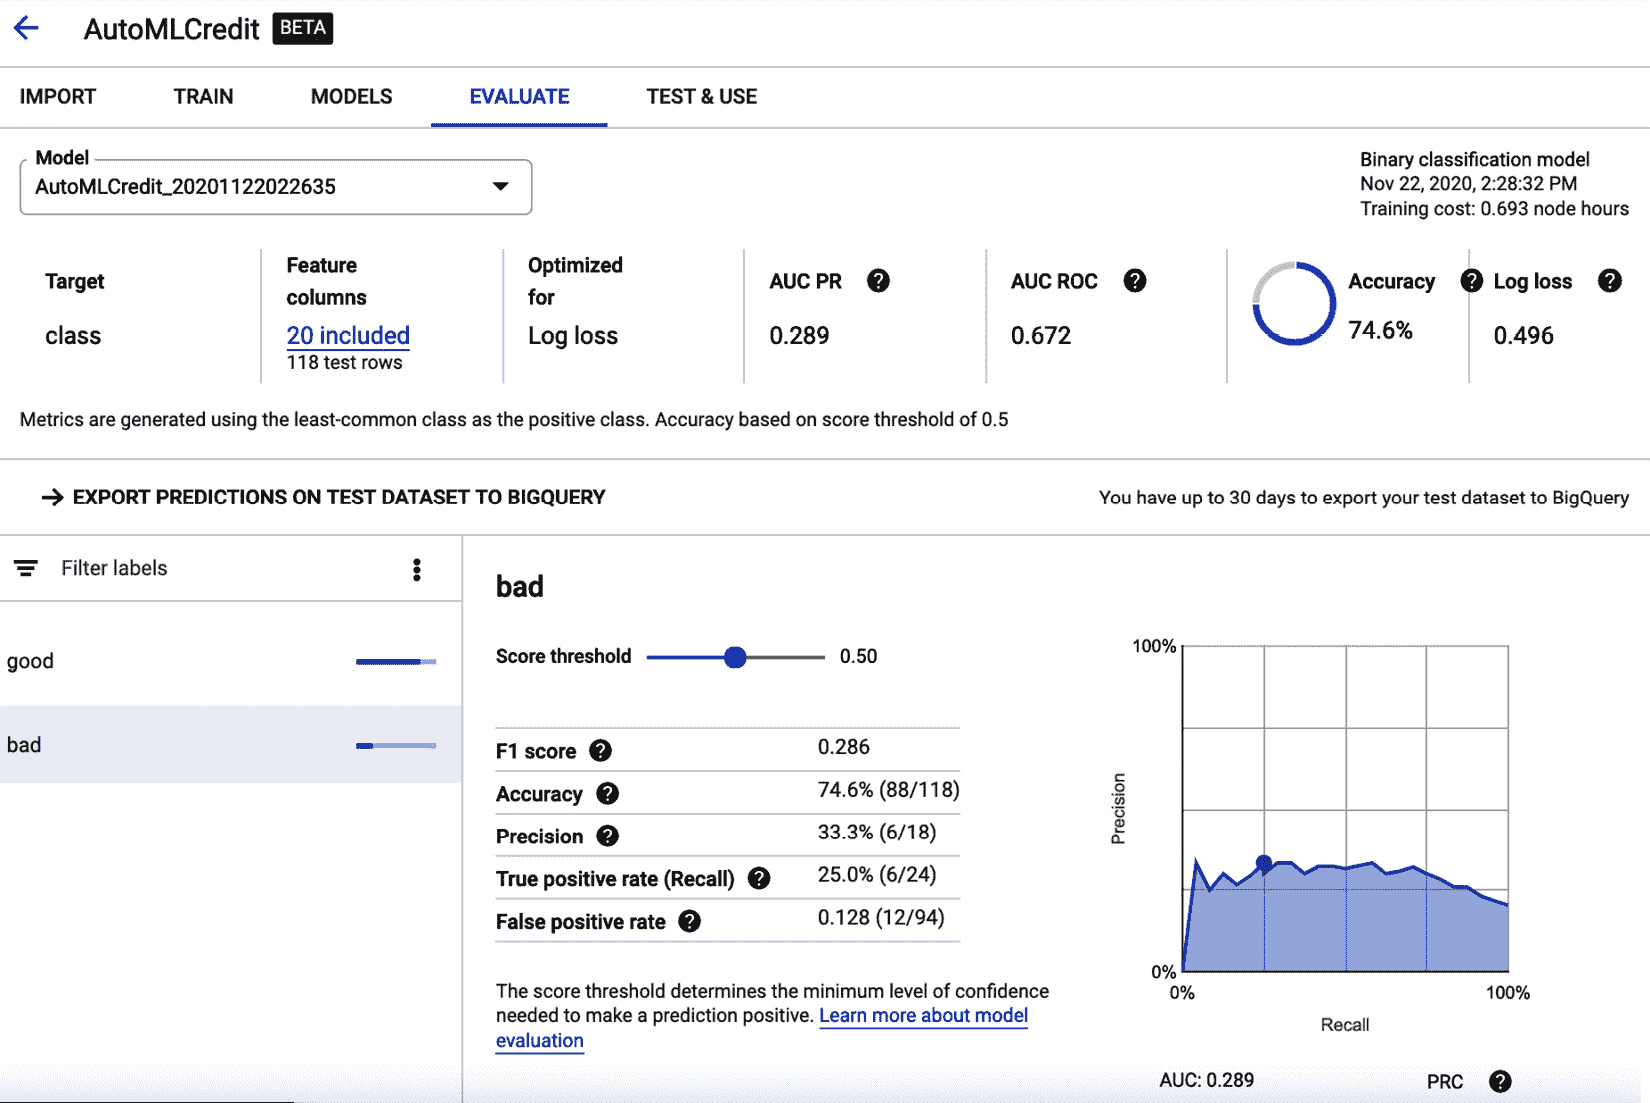 AutoMLCredit BETA
IMPORT TRAIN MODELS EVALUATE TEST & USE
Model
AutoMLCredit_20201122022635
Binary classification model
Nov 22, 2020, 2:28:32 PM
Training cost: 0.693 node hours
Target
class
Feature
columns
20 included
118 test rows
Optimized
for
Log loss
AUC PR ?
0.289
AUC ROC ?
0.672
Accuracy ?
74.6%
Log loss ?
0.496
Metrics are generated using the least-common class as the positive class. Accuracy based on score threshold of 0.5
EXPORT PREDICTIONS ON TEST DATASET TO BIGQUERY
You have up to 30 days to export your test dataset to BigQuery
Filter labels
good
bad
bad
Score threshold 0.50
F1 score ? 0.286
Accuracy ? 74.6% (88/118)
Precision ? 33.3% (6/18)
True positive rate (Recall) ? 25.0% (6/24)
False positive rate ? 0.128 (12/94)
The score threshold determines the minimum level of confidence
needed to make a prediction positive. Learn more about model
evaluation
100%
Precision
0%
0% 100%
Recall
AUC: 0.289 PRC ?